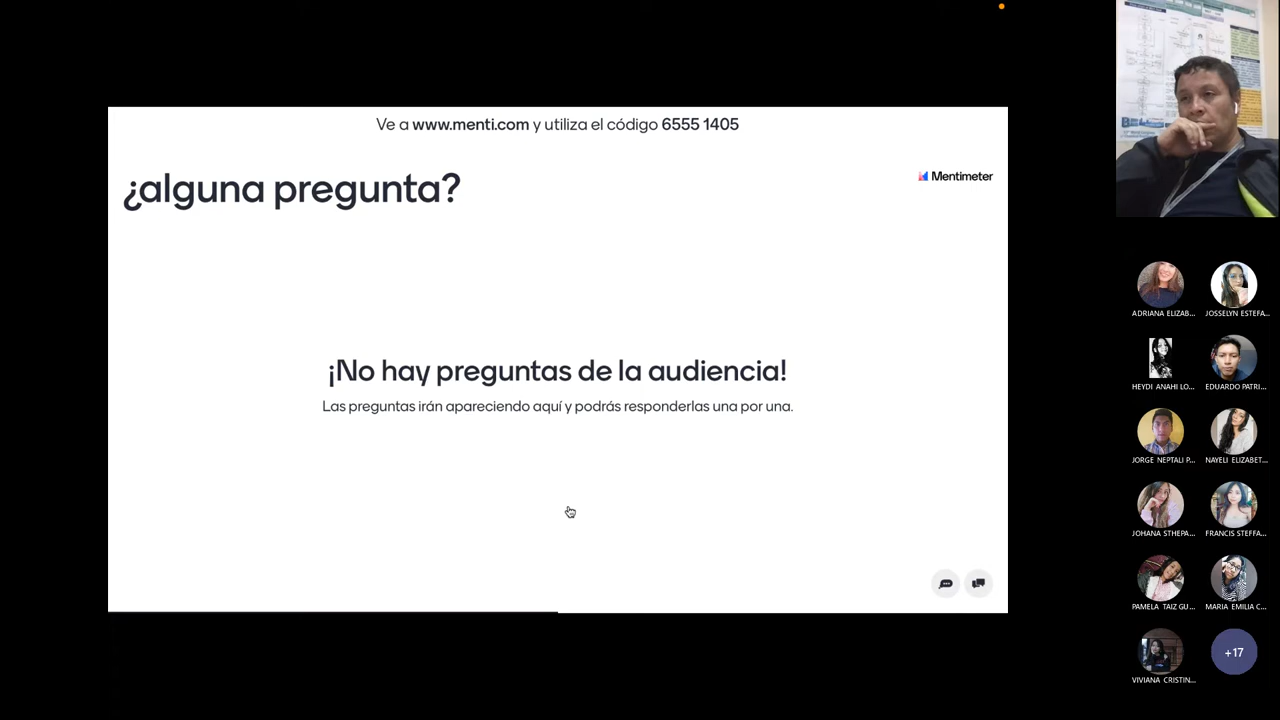 Ve a www.menti.com y utiliza el código 6555 1405
¿alguna pregunta?
Mentimeter
¡No hay preguntas de la audiencia!
Las preguntas irán apareciendo aquí y podrás responderlas una por una.
ADRIANA ELIZAB...
JOSSELYN ESTEFA...
HEYDI ANAHI LO...
EDUARDO PATRI...
JORGE NEPTALI P...
NAYELI ELIZABET...
JOHANA STHEPA...
FRANCIS STEFFA...
PAMELA TAIZ GU...
MARIA EMILIA C...
VIVIANA CRISTIN...
+17